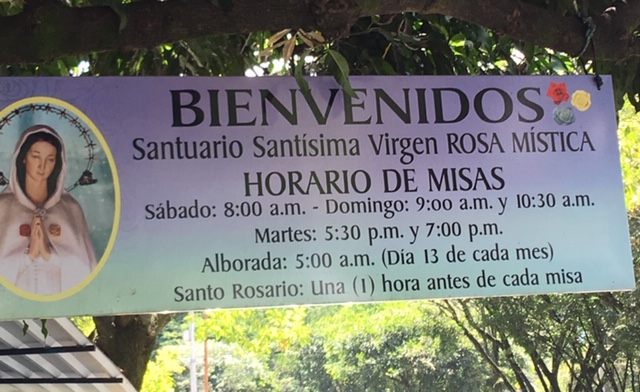 BIENVENIDOS
Santuario Santísima Virgen ROSA MÍSTICA
HORARIO DE MISAS
Sábado: 8:00 a.m. - Domingo: 9:00 a.m. y 10:30 a.m.
Martes: 5:30 p.m. y 7:00 p.m.
Alborada: 5:00 a.m. (Día 13 de cada mes)
Santo Rosario: Una (1) hora antes de cada misa